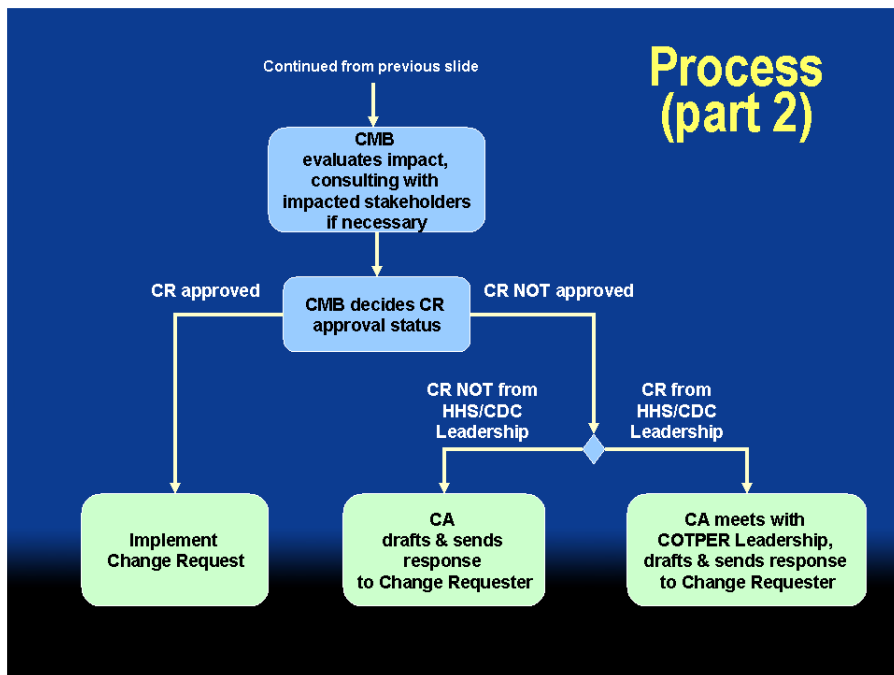 Process
(part 2)
Continued from previous slide
CMB
evaluates impact,
consulting with
impacted stakeholders
if necessary
CR approved
CMB decides CR
approval status
CR NOT approved
CR NOT from
HHS/CDC
Leadership
CR from
HHS/CDC
Leadership
Implement
Change Request
CA
drafts & sends
response
to Change Requester
CA meets with
COTPER Leadership,
drafts & sends response
to Change Requester